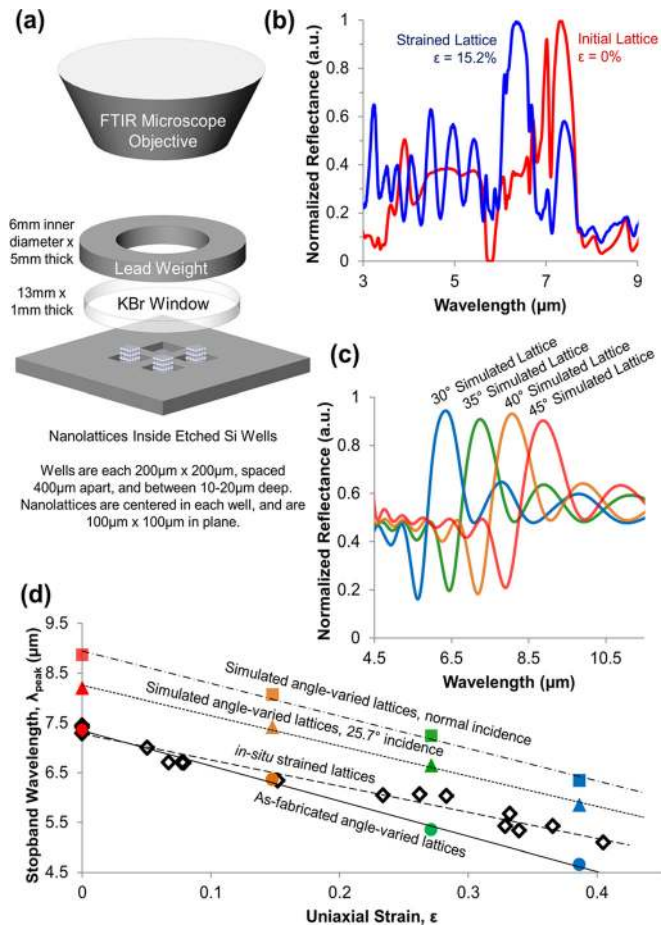 (a)
FTIR Microscope
Objective
6mm inner
diameter x
5mm thick
Lead Weight
13mm x
1mm thick
KBr Window
Nanolattices Inside Etched Si Wells
Wells are each 200µm x 200µm, spaced
400µm apart, and between 10-20µm deep.
Nanolattices are centered in each well, and are
100µm x 100µm in plane.
(b)
Normalized Reflectance (a.u.)
1
0.8
0.6
0.4
0.2
0
Strained Lattice
ε = 15.2%
Initial Lattice
ε = 0%
3
5
7
9
Wavelength (µm)
(c)
30° Simulated Lattice
35° Simulated Lattice
40° Simulated Lattice
45° Simulated Lattice
Normalized Reflectance (a.u.)
1
0.8
0.6
0.4
0.2
0
4.5
6.5
8.5
10.5
Wavelength (µm)
(d)
Stopband Wavelength, λpeak (µm)
9.5
8.5
7.5
6.5
5.5
4.5
Simulated angle-varied lattices, normal incidence
Simulated angle-varied lattices, 25.7° incidence
in-situ strained lattices
As-fabricated angle-varied lattices
0
0.1
0.2
0.3
0.4
Uniaxial Strain, ε